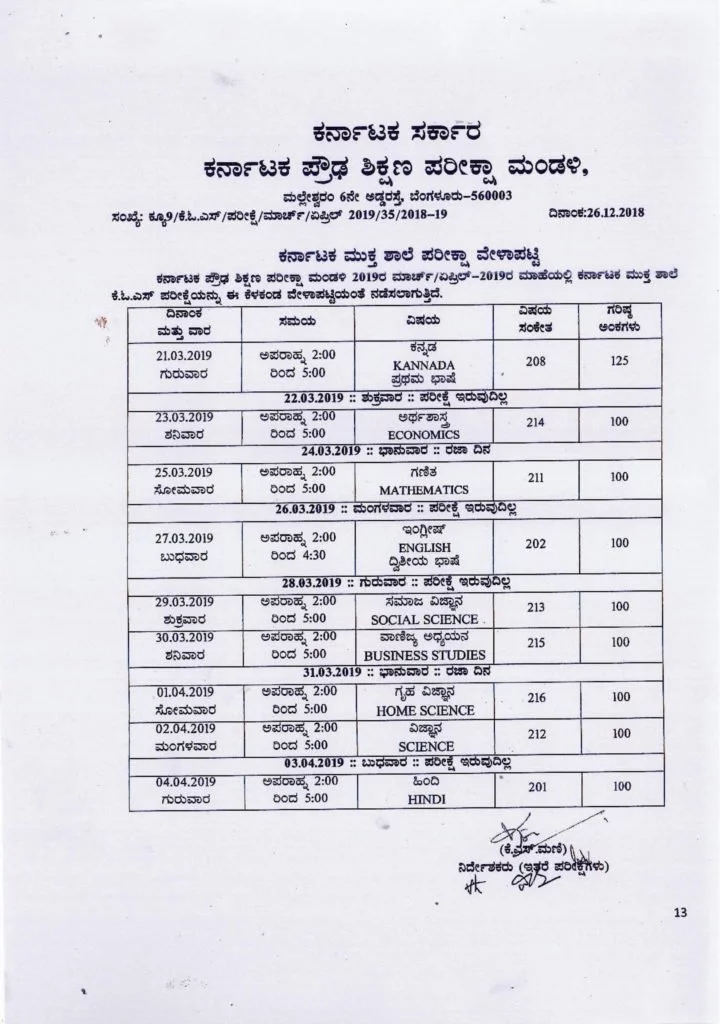 ಕರ್ನಾಟಕ ಸರ್ಕಾರ
ಕರ್ನಾಟಕ ಪ್ರೌಢ ಶಿಕ್ಷಣ ಪರೀಕ್ಷಾ ಮಂಡಳಿ,
ಮಲ್ಲೇಶ್ವರಂ 6ನೇ ಅಡ್ಡರಸ್ತೆ, ಬೆಂಗಳೂರು-560003
ಸಂಖ್ಯೆ: ಕ್ಯೂ9/ಕೆ.ಓ.ಎಸ್/ಪರೀಕ್ಷೆ/ಮಾರ್ಚ್/ಏಪ್ರಿಲ್ 2019/35/2018-19 ದಿನಾಂಕ:26.12.2018
ಕರ್ನಾಟಕ ಮುಕ್ತ ಶಾಲೆ ಪರೀಕ್ಷಾ ವೇಳಾಪಟ್ಟಿ
ಕರ್ನಾಟಕ ಪ್ರೌಢ ಶಿಕ್ಷಣ ಪರೀಕ್ಷಾ ಮಂಡಳಿ 2019ರ ಮಾರ್ಚ್/ಏಪ್ರಿಲ್-2019ರ ಮಾಹೆಯಲ್ಲಿ ಕರ್ನಾಟಕ ಮುಕ್ತ ಶಾಲೆ
ಕೆ.ಓ.ಎಸ್ ಪರೀಕ್ಷೆಯನ್ನು ಈ ಕೆಳಕಂಡ ವೇಳಾಪಟ್ಟಿಯಂತೆ ನಡೆಸಲಾಗುತ್ತಿದೆ.
ದಿನಾಂಕ ಮತ್ತು ವಾರ ಸಮಯ ವಿಷಯ ವಿಷಯ ಸಂಕೇತ ಗರಿಷ್ಠ ಅಂಕಗಳು
21.03.2019 ಅಪರಾಹ್ನ 2:00 ಕನ್ನಡ
ಗುರುವಾರ ರಿಂದ 5:00 KANNADA 208 125
ಪ್ರಥಮ ಭಾಷೆ
22.03.2019 :: ಶುಕ್ರವಾರ :: ಪರೀಕ್ಷೆ ಇರುವುದಿಲ್ಲ
23.03.2019 ಅಪರಾಹ್ನ 2:00 ಅರ್ಥಶಾಸ್ತ್ರ 214 100
ಶನಿವಾರ ರಿಂದ 5:00 ECONOMICS
24.03.2019 :: ಭಾನುವಾರ :: ರಜಾ ದಿನ
25.03.2019 ಅಪರಾಹ್ನ 2:00 ಗಣಿತ 211 100
ಸೋಮವಾರ ರಿಂದ 5:00 MATHEMATICS
26.03.2019 :: ಮಂಗಳವಾರ :: ಪರೀಕ್ಷೆ ಇರುವುದಿಲ್ಲ
27.03.2019 ಅಪರಾಹ್ನ 2:00 ಇಂಗ್ಲೀಷ್
ಬುಧವಾರ ರಿಂದ 4:30 ENGLISH 202 100
ದ್ವಿತೀಯ ಭಾಷೆ
28.03.2019 :: ಗುರುವಾರ :: ಪರೀಕ್ಷೆ ಇರುವುದಿಲ್ಲ
29.03.2019 ಅಪರಾಹ್ನ 2:00 ಸಮಾಜ ವಿಜ್ಞಾನ 213 100
ಶುಕ್ರವಾರ ರಿಂದ 5:00 SOCIAL SCIENCE
30.03.2019 ಅಪರಾಹ್ನ 2:00 ವಾಣಿಜ್ಯ ಅಧ್ಯಯನ 215 100
ಶನಿವಾರ ರಿಂದ 5:00 BUSINESS STUDIES
31.03.2019 :: ಭಾನುವಾರ :: ರಜಾ ದಿನ
01.04.2019 ಅಪರಾಹ್ನ 2:00 ಗೃಹ ವಿಜ್ಞಾನ 216 100
ಸೋಮವಾರ ರಿಂದ 5:00 HOME SCIENCE
02.04.2019 ಅಪರಾಹ್ನ 2:00 ವಿಜ್ಞಾನ 212 100
ಮಂಗಳವಾರ ರಿಂದ 5:00 SCIENCE
03.04.2019 :: ಬುಧವಾರ :: ಪರೀಕ್ಷೆ ಇರುವುದಿಲ್ಲ
04.04.2019 ಅಪರಾಹ್ನ 2:00 ಹಿಂದಿ 201 100
ಗುರುವಾರ ರಿಂದ 5:00 HINDI
(ಕೆ.ಎಸ್.ಮಣಿ)
ನಿರ್ದೇಶಕರು (ಇತರೆ ಪರೀಕ್ಷೆಗಳು)
13